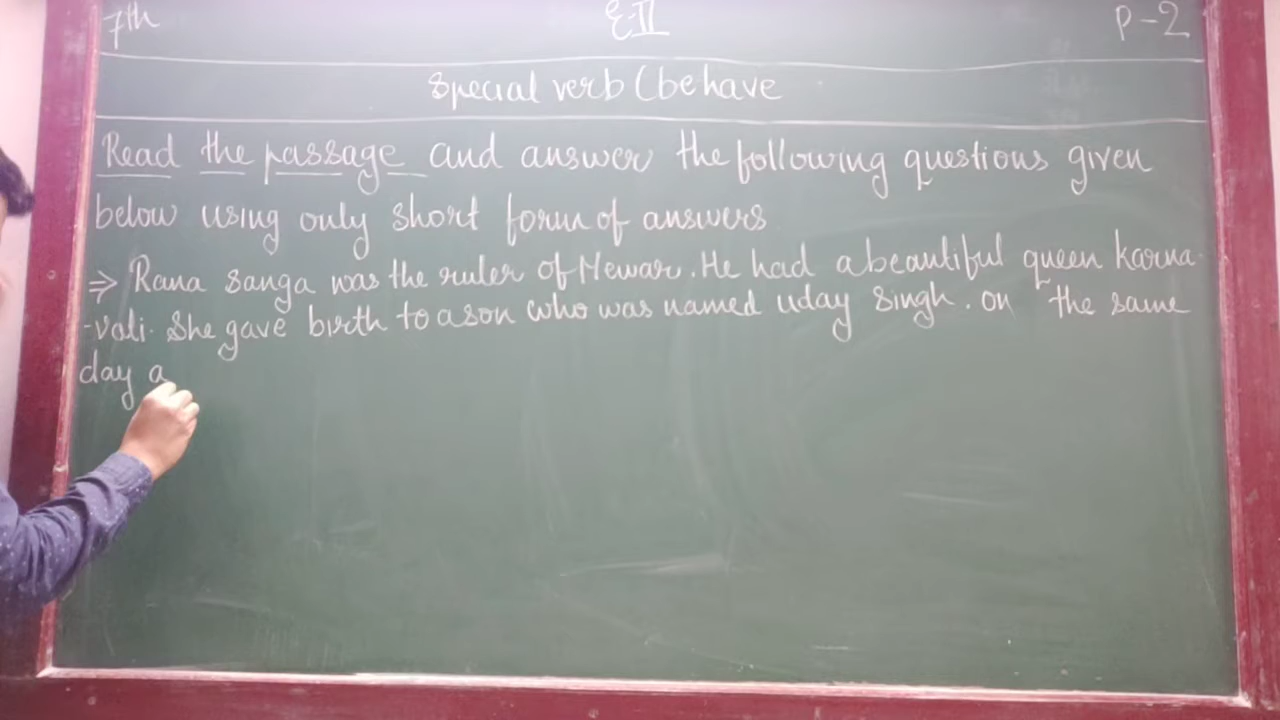 7th E-II P-2
Special verb (be have
Read the passage and answer the following questions given
below using only short form of answers
⇒ Rana Sanga was the ruler of Mewar. He had a beautiful queen karna-
-vati. She gave birth to a son who was named uday Singh. on the same
day a